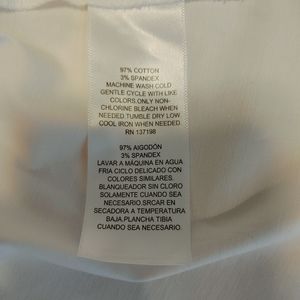 97% COTTON
3% SPANDEX
MACHINE WASH COLD
GENTLE CYCLE WITH LIKE
COLORS.ONLY NON-
CHLORINE BLEACH WHEN
NEEDED TUMBLE DRY LOW
COOL IRON WHEN NEEDED
RN 137198
97% ALGODÓN
3% SPANDEX
LAVAR A MÁQUINA EN AGUA
FRIA CICLO DELICADO CON
COLORES SIMILARES.
BLANQUEADOR SIN CLORO
SOLAMENTE CUANDO SEA
NECESARIO.SRCAR EN
SECADORA A TEMPERATURA
BAJA.PLANCHA TIBIA
CUANDO SEA NECESARIO.